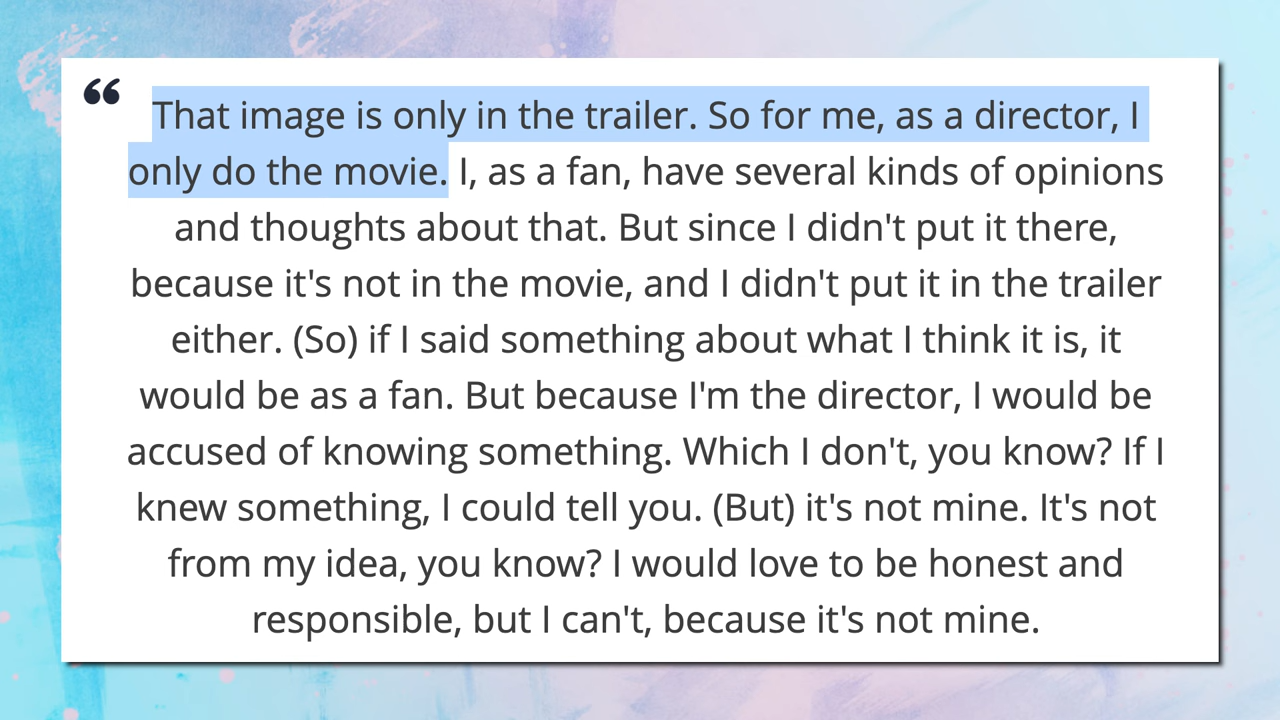 “ That image is only in the trailer. So for me, as a director, I
only do the movie. I, as a fan, have several kinds of opinions
and thoughts about that. But since I didn't put it there,
because it's not in the movie, and I didn't put it in the trailer
either. (So) if I said something about what I think it is, it
would be as a fan. But because I'm the director, I would be
accused of knowing something. Which I don't, you know? If I
knew something, I could tell you. (But) it's not mine. It's not
from my idea, you know? I would love to be honest and
responsible, but I can't, because it's not mine.